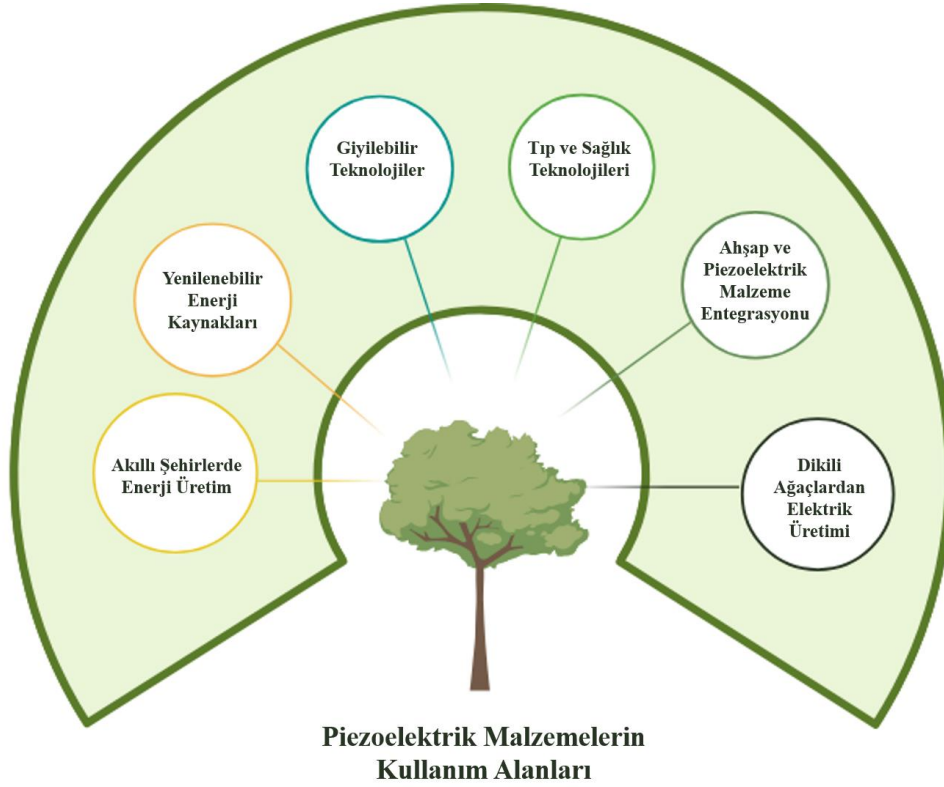 Giyilebilir
Teknolojiler
Tıp ve Sağlık
Teknolojileri
Yenilenebilir
Enerji
Kaynakları
Ahşap ve
Piezoelektrik
Malzeme
Entegrasyonu
Akıllı Şehirlerde
Enerji Üretim
Dikili
Ağaçlardan
Elektrik
Üretimi
Piezoelektrik Malzemelerin
Kullanım Alanları